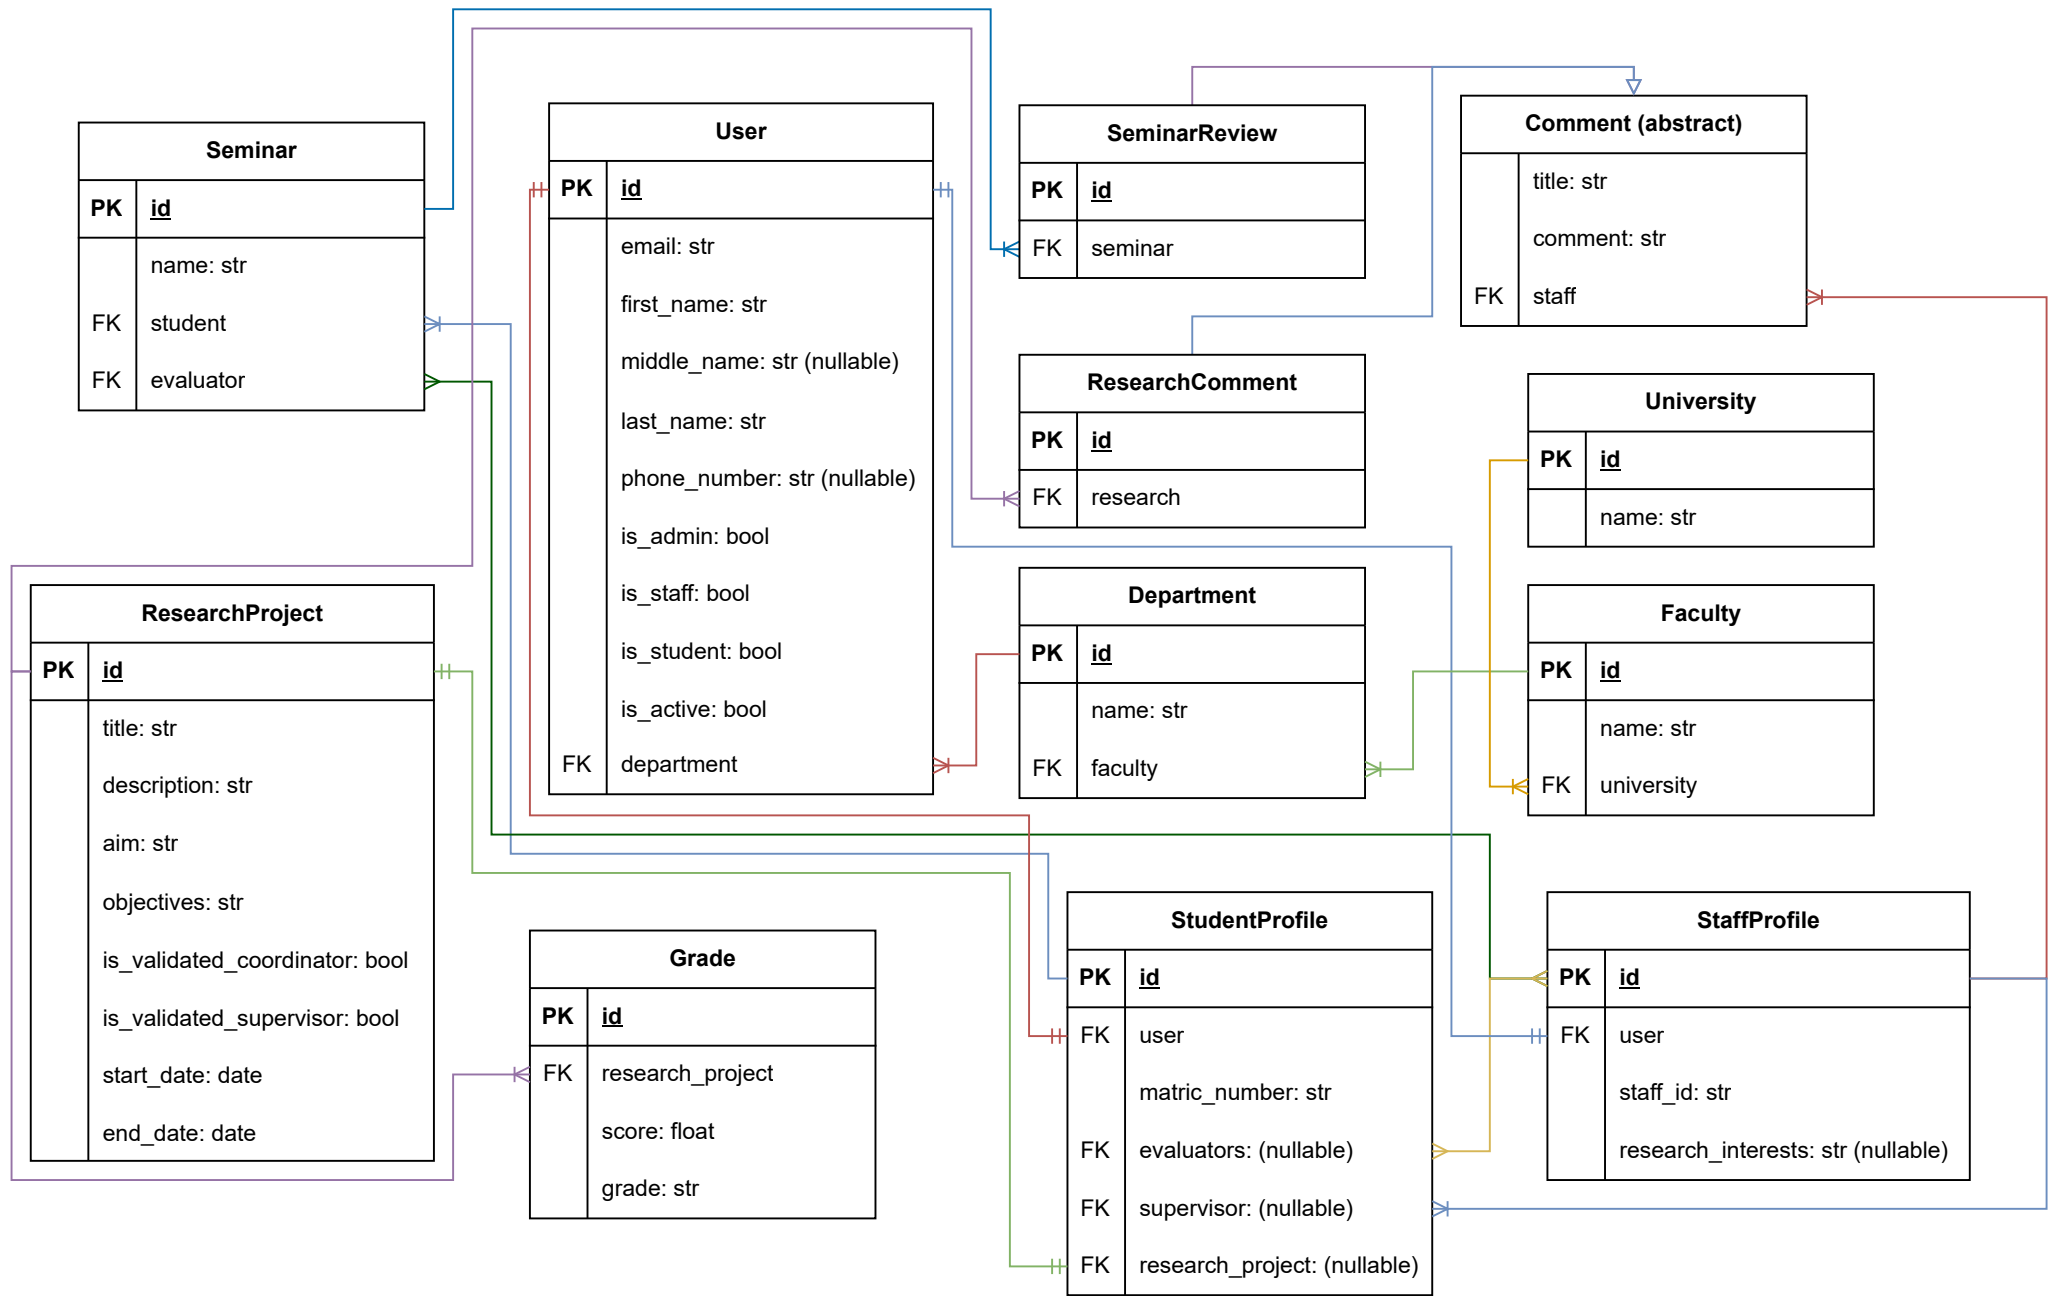 Seminar
PK id
name: str
FK student
FK evaluator
User
PK id
email: str
first_name: str
middle_name: str (nullable)
last_name: str
phone_number: str (nullable)
is_admin: bool
is_staff: bool
is_student: bool
is_active: bool
FK department
SeminarReview
PK id
FK seminar
Comment (abstract)
title: str
comment: str
FK staff
ResearchComment
PK id
FK research
University
PK id
name: str
ResearchProject
PK id
title: str
description: str
aim: str
objectives: str
is_validated_coordinator: bool
is_validated_supervisor: bool
start_date: date
end_date: date
Department
PK id
name: str
FK faculty
Faculty
PK id
name: str
FK university
Grade
PK id
FK research_project
score: float
grade: str
StudentProfile
PK id
FK user
matric_number: str
FK evaluators: (nullable)
FK supervisor: (nullable)
FK research_project: (nullable)
StaffProfile
PK id
FK user
staff_id: str
research_interests: str (nullable)